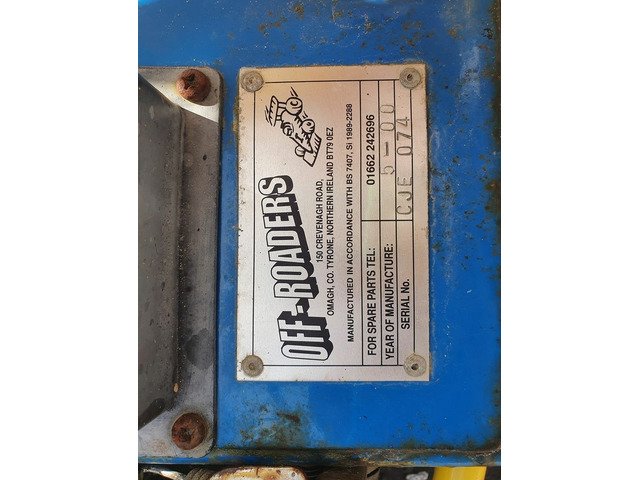 OFF-ROADERS
150 CREVENAGH ROAD,
OMAGH, CO. TYRONE, NORTHERN IRELAND BT79 0EZ
MANUFACTURED IN ACCORDANCE WITH BS 7407, SI 1989-2288
FOR SPARE PARTS TEL: 01662 242696
YEAR OF MANUFACTURE: 5-00
SERIAL No. CJE 074